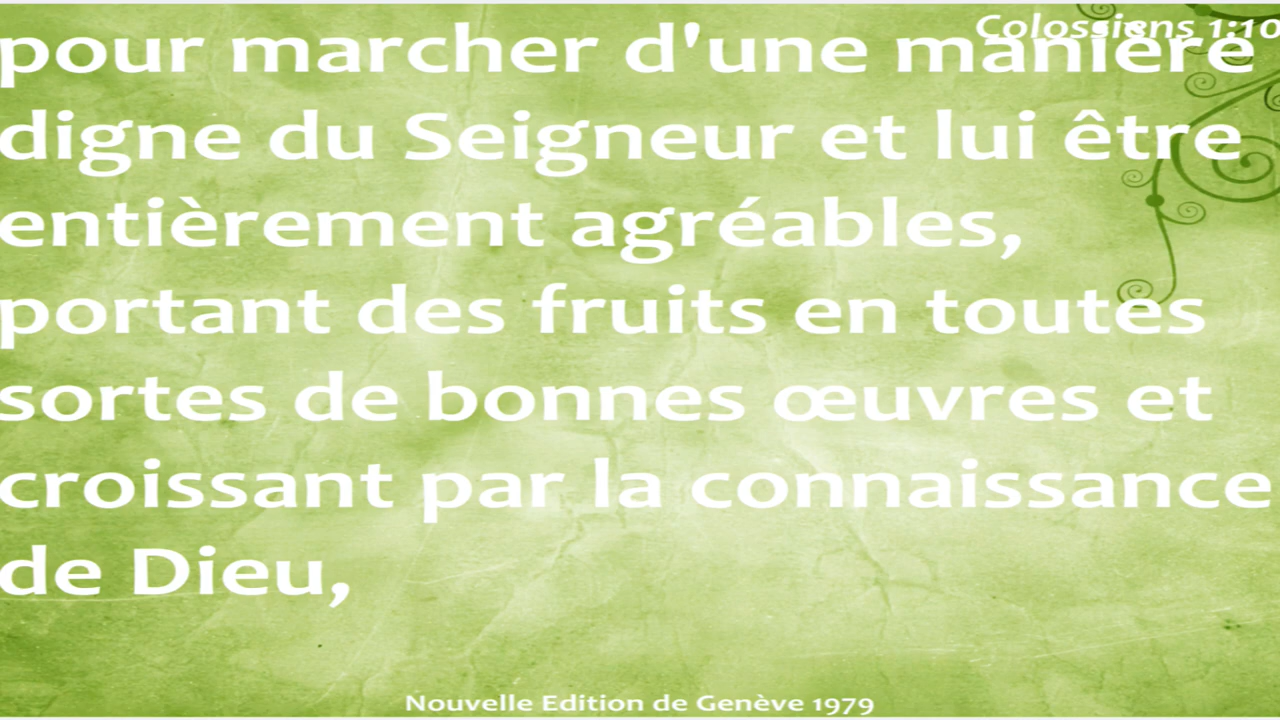 Colossiens 1:10
pour marcher d'une manière
digne du Seigneur et lui être
entièrement agréables,
portant des fruits en toutes
sortes de bonnes œuvres et
croissant par la connaissance
de Dieu,
Nouvelle Edition de Genève 1979